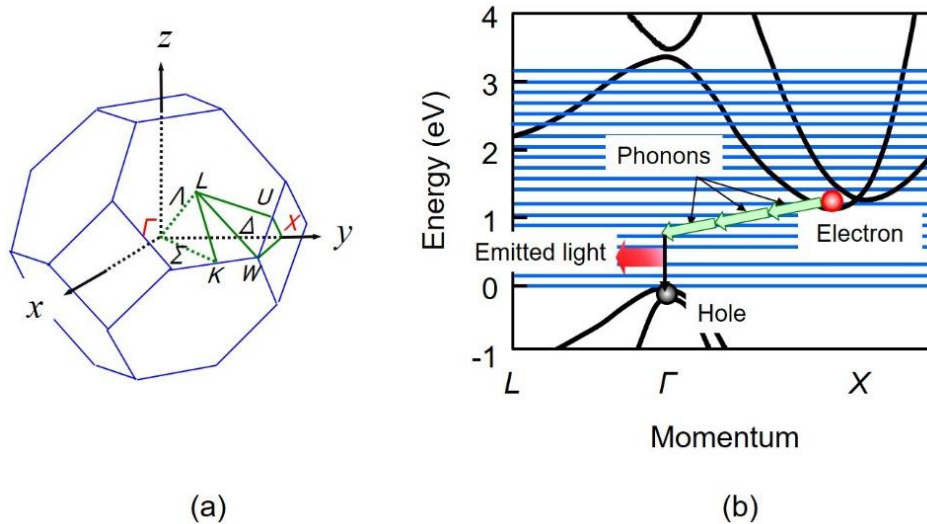 z
Λ
L
U
Γ
Δ
X
y
Σ
K
W
x
(a)
Energy (eV)
4
3
2
1
0
-1
Phonons
Electron
Emitted light
Hole
L
Γ
X
Momentum
(b)